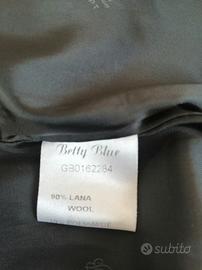 Betty Blue
GB0162284
90% LANA
WOOL
subito